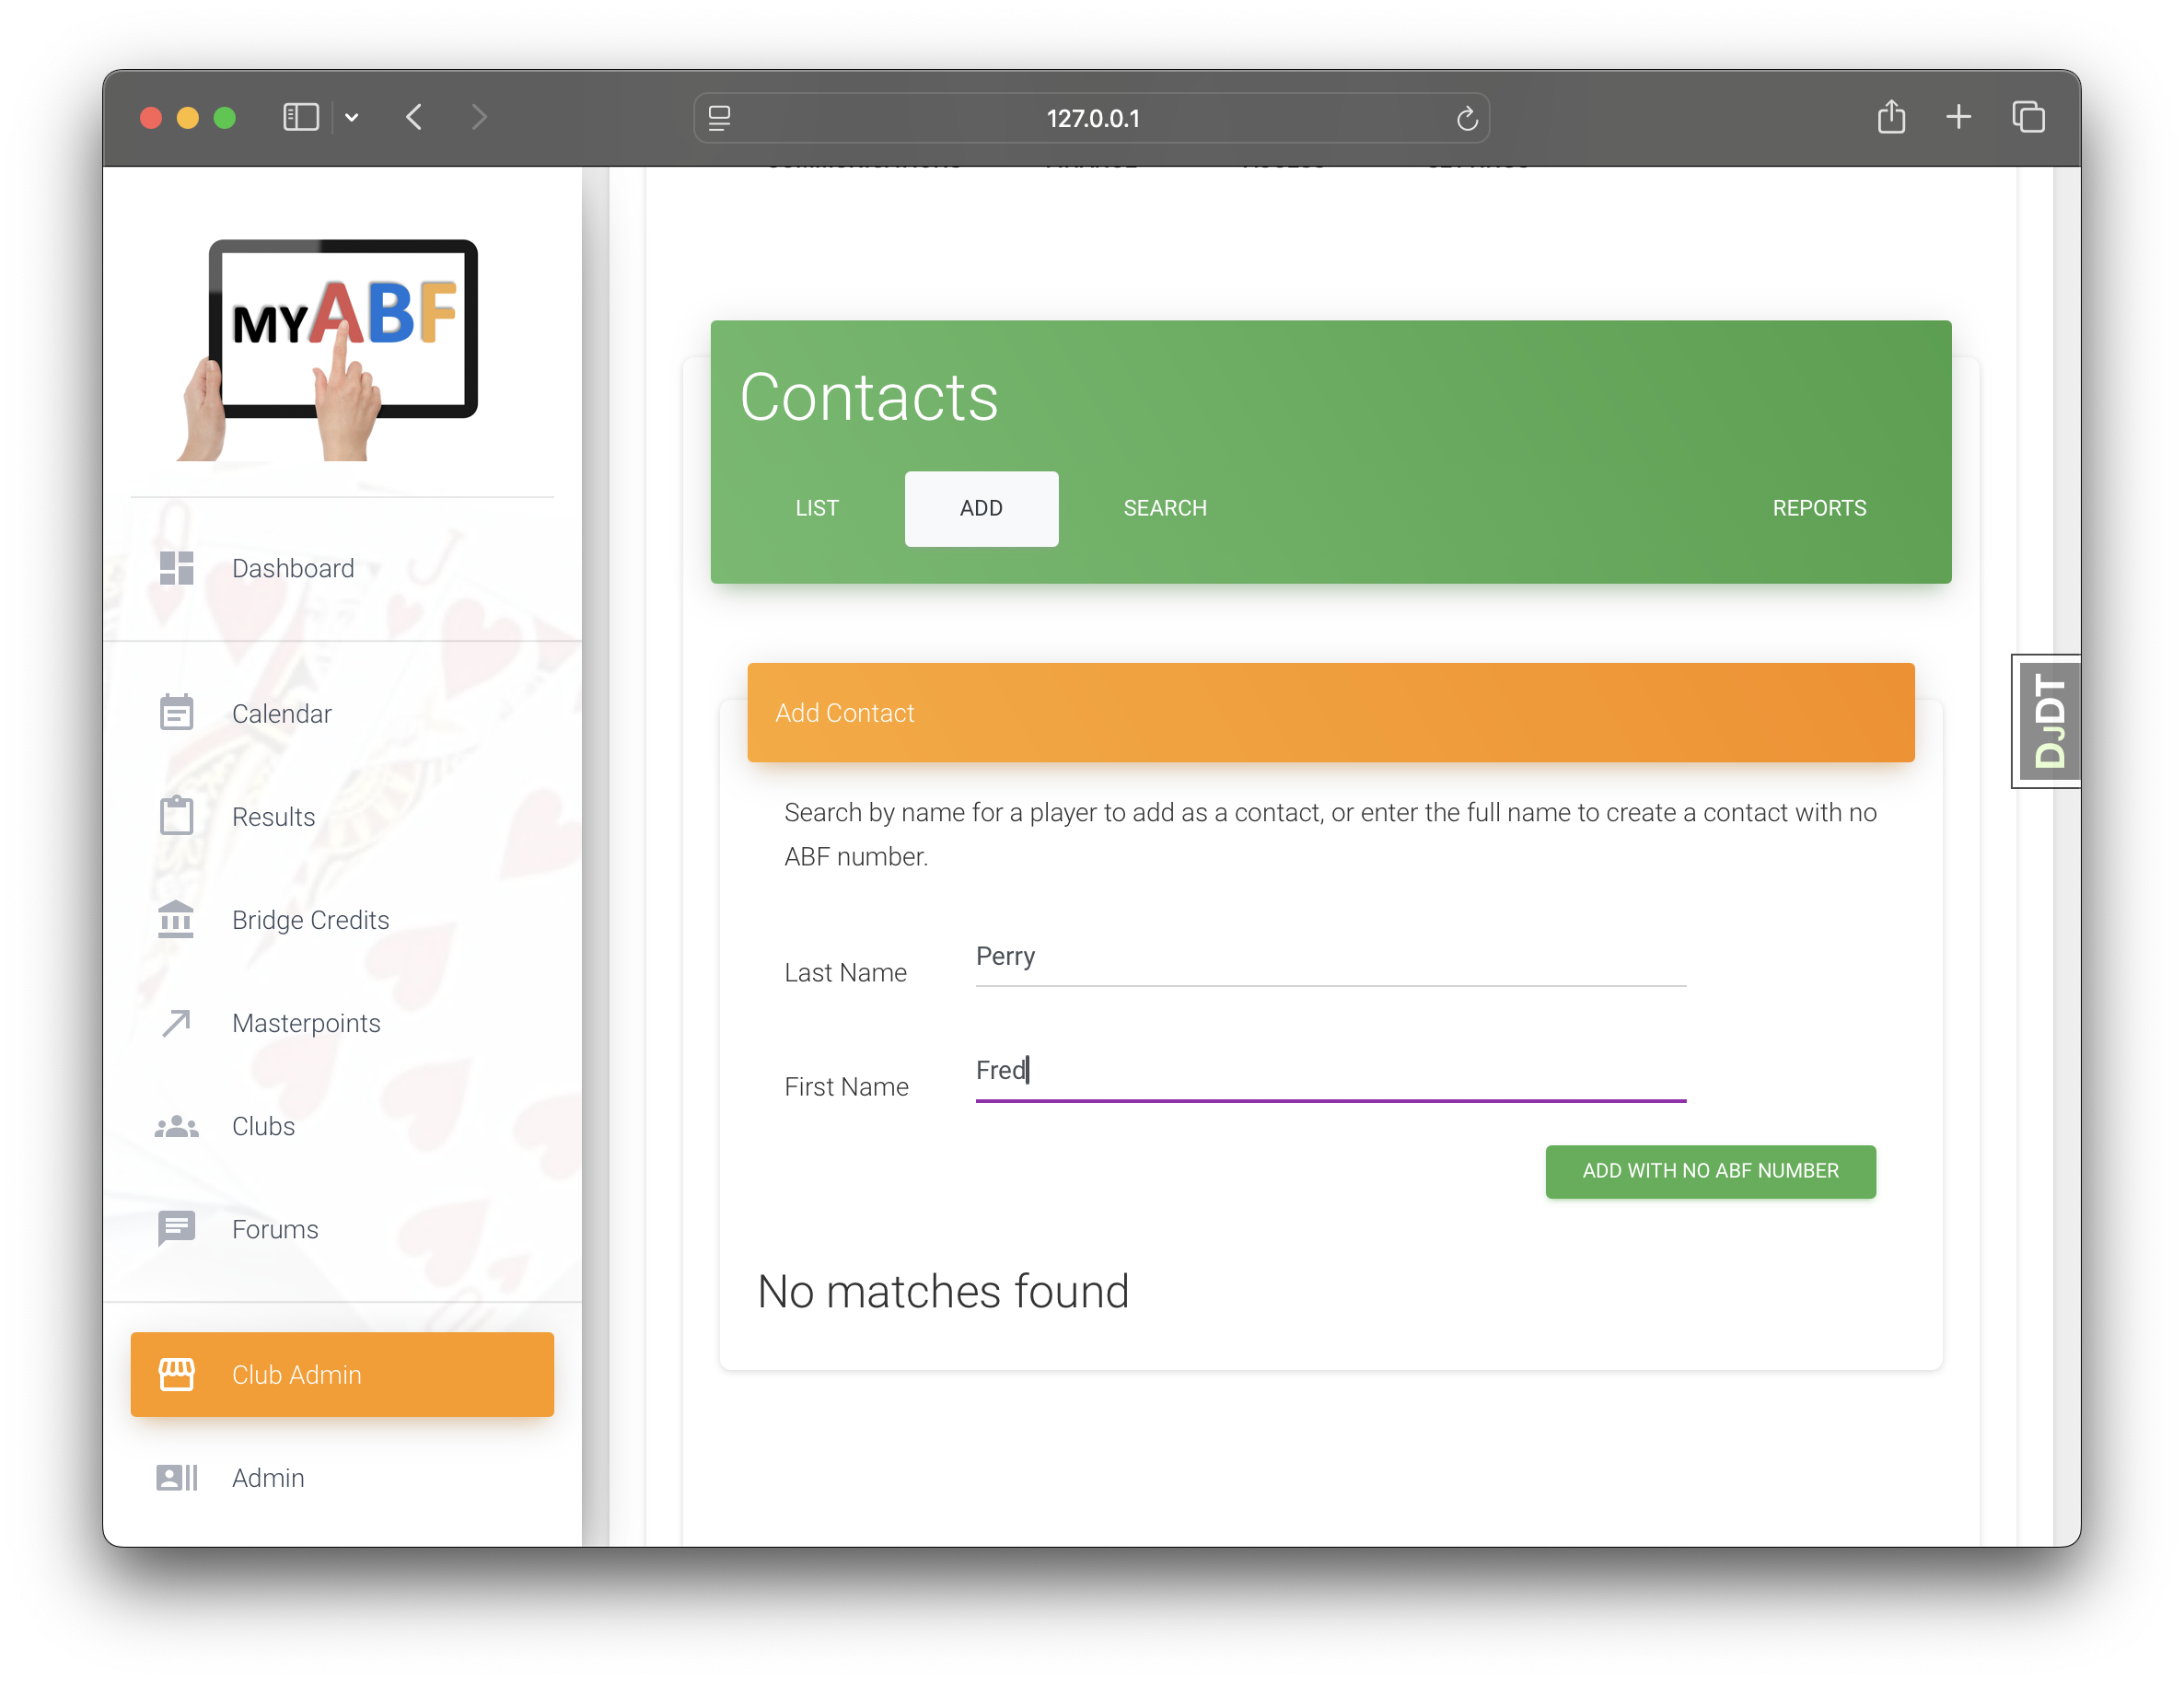 127.0.0.1
MYABF
Dashboard
Calendar
Results
Bridge Credits
Masterpoints
Clubs
Forums
Club Admin
Admin
Contacts
LIST ADD SEARCH REPORTS
Add Contact
Search by name for a player to add as a contact, or enter the full name to create a contact with no
ABF number.
Last Name Perry
First Name Fred
ADD WITH NO ABF NUMBER
No matches found
DJDT